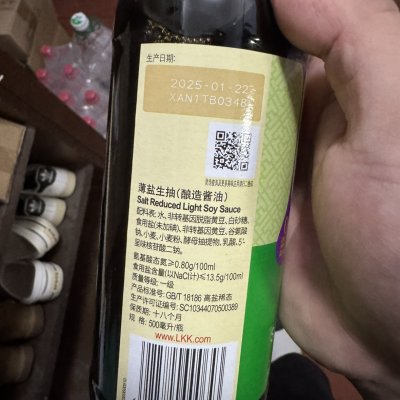 生产日期:
2025-01-22
XAN1TB0348
薄盐生抽(酿造酱油)
Salt Reduced Light Soy Sauce
配料表: 水、非转基因脱脂黄豆、白砂糖、
食用盐(未加碘)、非转基因黄豆、谷氨酸
钠、小麦、小麦粉、酵母抽提物、乳酸、5'-
呈味核苷酸二钠。
氨基酸态氮≥0.80g/100ml
食用盐含量(以NaCl计)≤13.5g/100ml
质量等级: 一级
产品标准号: GB/T 18186 高盐稀态
生产许可证编号: SC10344070500389
保质期: 十八个月
规 格: 500毫升/瓶
www.LKK.com